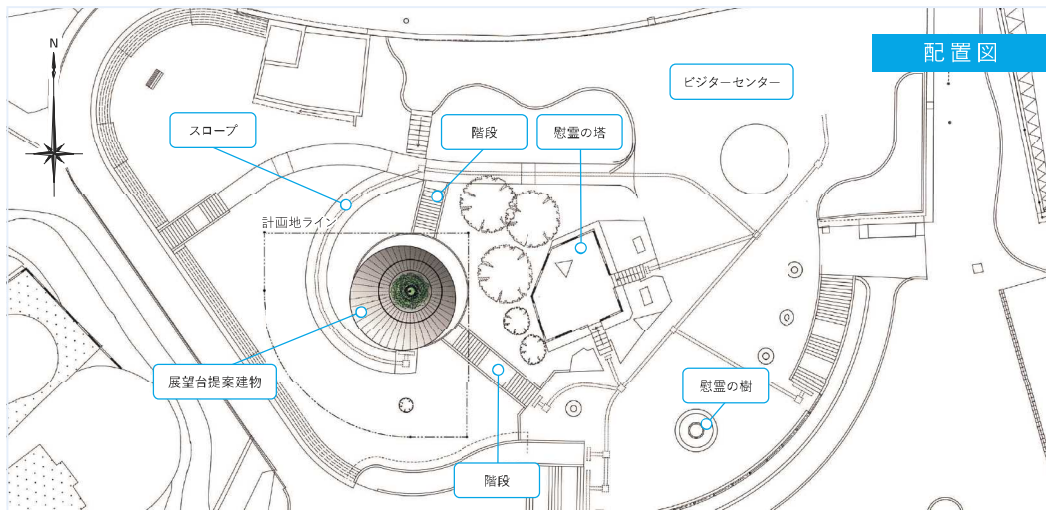 N
配置図
ビジターセンター
スロープ
階段
慰霊の塔
計画地ライン
展望台提案建物
慰霊の樹
階段